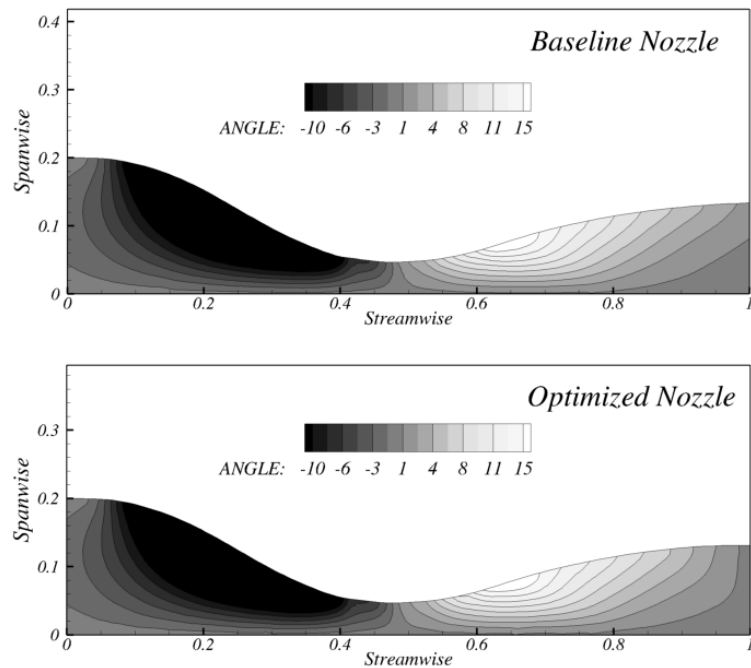 0.4
Baseline Nozzle
0.3
ANGLE: -10 -6 -3 1 4 8 11 15
Spanwise
0.2
0.1
0
0 0.2 0.4 0.6 0.8 1
Streamwise
Optimized Nozzle
0.3
ANGLE: -10 -6 -3 1 4 8 11 15
Spanwise
0.2
0.1
0
0 0.2 0.4 0.6 0.8 1
Streamwise